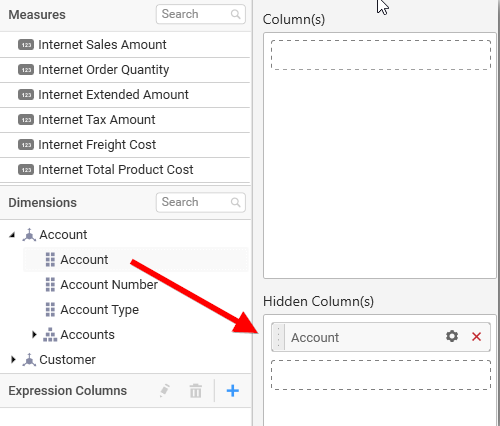 Measures
Search
123 Internet Sales Amount
123 Internet Order Quantity
123 Internet Extended Amount
123 Internet Tax Amount
123 Internet Freight Cost
123 Internet Total Product Cost
Dimensions
Search
Account
Account
Account Number
Account Type
Accounts
Customer
Expression Columns
Column(s)
Hidden Column(s)
Account